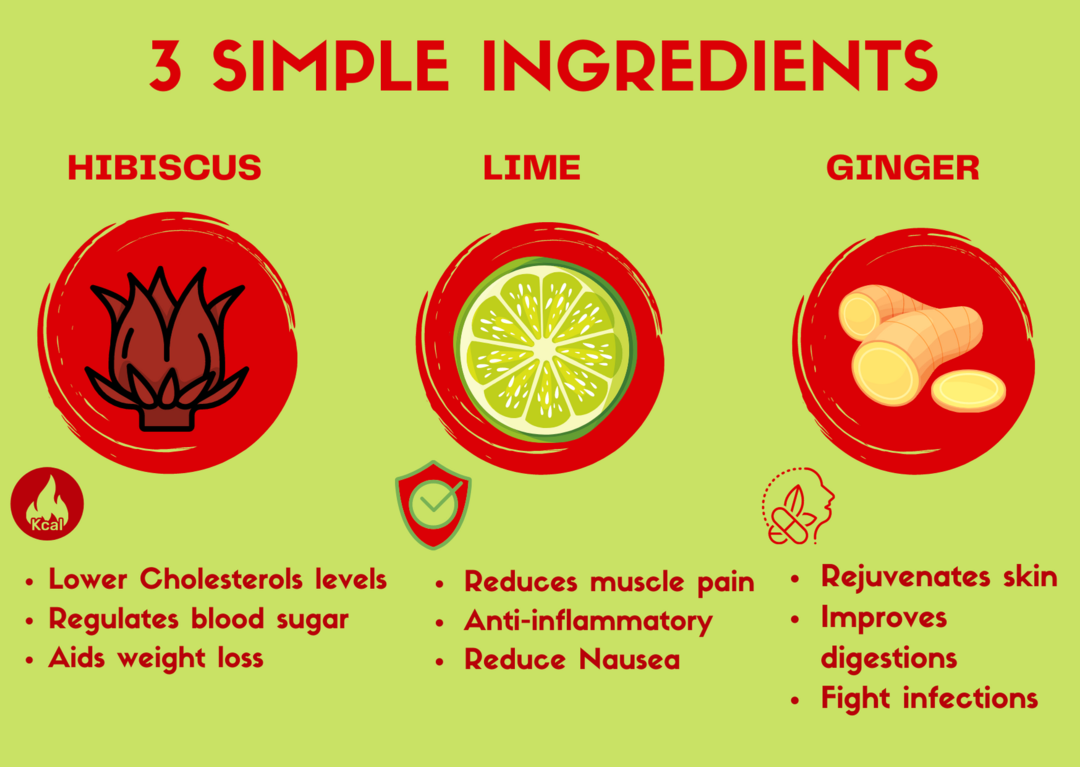 3 SIMPLE INGREDIENTS
HIBISCUS
LIME
GINGER
Kcal
• Lower Cholesterols levels
• Regulates blood sugar
• Aids weight loss
• Reduces muscle pain
• Anti-inflammatory
• Reduce Nausea
• Rejuvenates skin
• Improves
digestions
• Fight infections